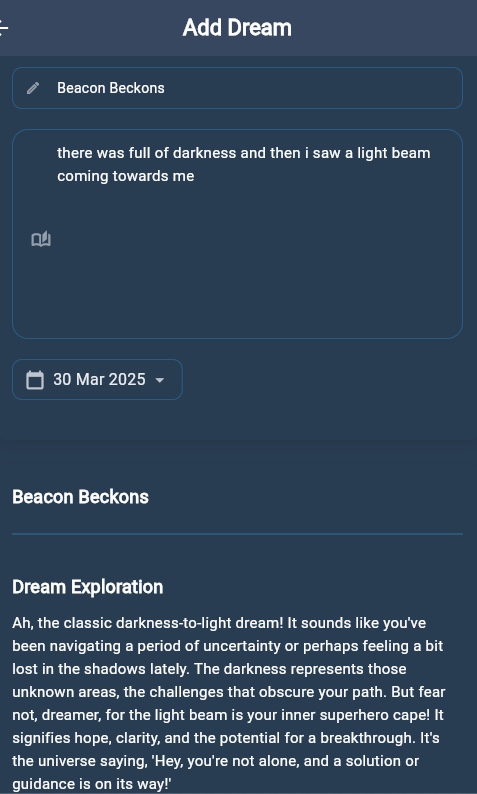 Add Dream
Beacon Beckons
there was full of darkness and then i saw a light beam
coming towards me
30 Mar 2025
Beacon Beckons
Dream Exploration
Ah, the classic darkness-to-light dream! It sounds like you've
been navigating a period of uncertainty or perhaps feeling a bit
lost in the shadows lately. The darkness represents those
unknown areas, the challenges that obscure your path. But fear
not, dreamer, for the light beam is your inner superhero cape! It
signifies hope, clarity, and the potential for a breakthrough. It's
the universe saying, 'Hey, you're not alone, and a solution or
guidance is on its way!'